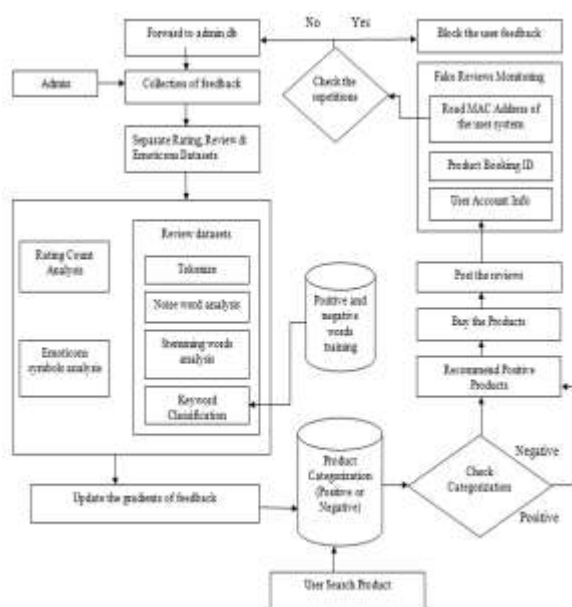 No Yes
Forward to admin db
Block the user feedback
Admin
Collection of feedback
Check the
repetitions
Fake Reviews Monitoring
Read MAC Address of
the user system
Product Booking ID
User Account Info
Separate Rating, Review &
Emoticons Datasets
Review datasets
Rating Count
Analysis
Tokenize
Noise word analysis
Stemming words
analysis
Keyword
Classification
Emoticons
symbols analysis
Positive and
negative
words
training
Post the reviews
Buy the Products
Recommend Positive
Products
Product
Categorization
(Positive or
Negative)
Check
Categorization
Negative
Positive
Update the gradients of feedback
User Search Product